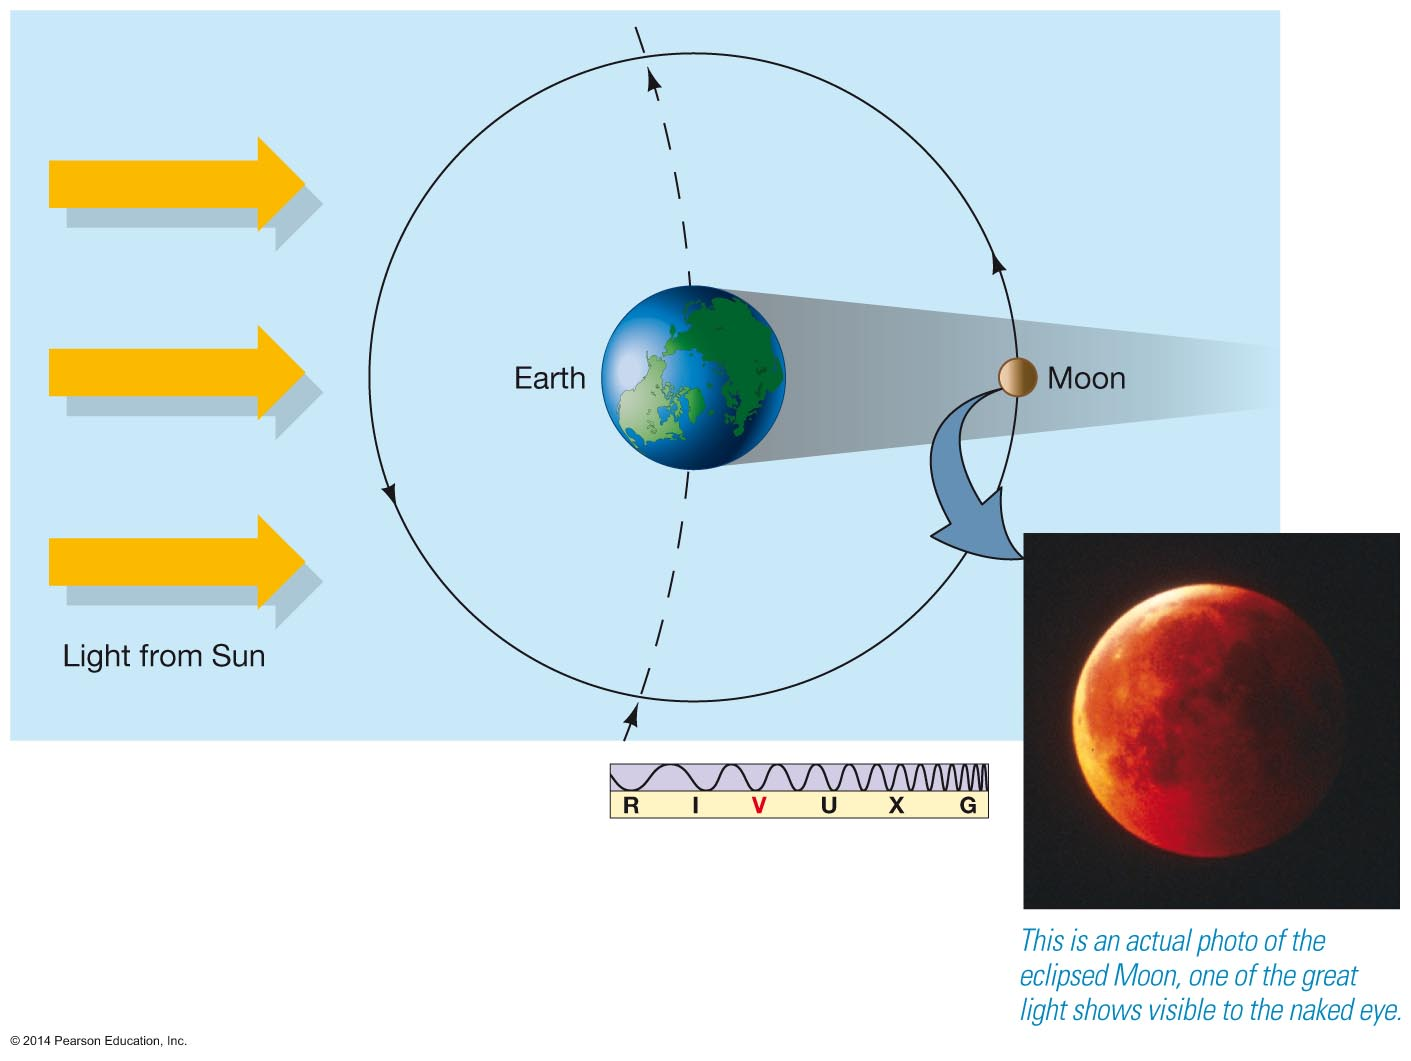 Earth
Moon
Light from Sun
R I V U X G
This is an actual photo of the
eclipsed Moon, one of the great
light shows visible to the naked eye.
© 2014 Pearson Education, Inc.